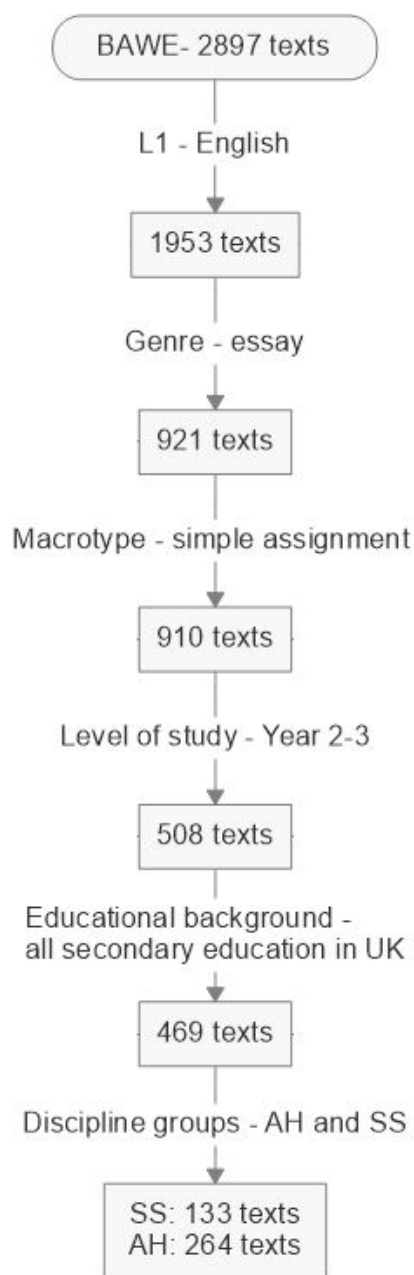 BAWE- 2897 texts
L1 - English
1953 texts
Genre - essay
921 texts
Macrotype - simple assignment
910 texts
Level of study - Year 2-3
508 texts
Educational background -
all secondary education in UK
469 texts
Discipline groups - AH and SS
SS: 133 texts
AH: 264 texts